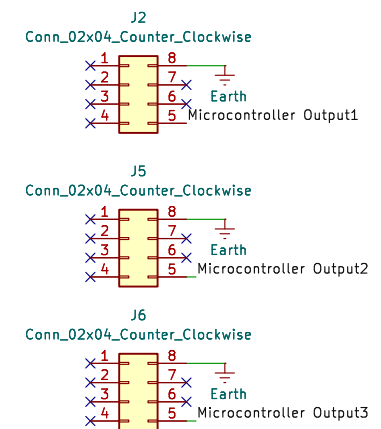 J2
Conn_02x04_Counter_Clockwise
1 8
2 7
3 6
4 5
Earth
Microcontroller Output1
J5
Conn_02x04_Counter_Clockwise
1 8
2 7
3 6
4 5
Earth
Microcontroller Output2
J6
Conn_02x04_Counter_Clockwise
1 8
2 7
3 6
4 5
Earth
Microcontroller Output3